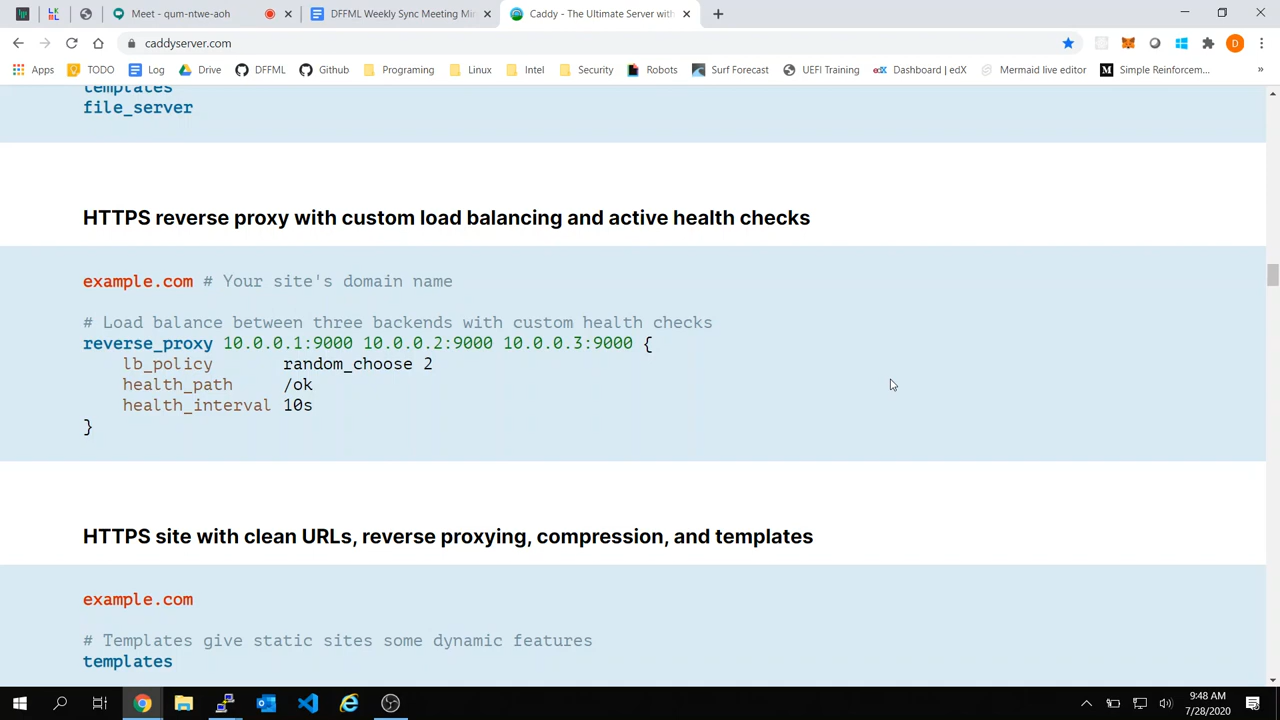 Meet - qum-ntwe-aoh
DFFML Weekly Sync Meeting Mi
Caddy - The Ultimate Server with
caddyserver.com
D
Apps
TODO
Log
Drive
DFFML
Github
Programing
Linux
Intel
Security
Robots
Surf Forecast
UEFI Training
edX
Dashboard | edX
Mermaid live editor
M
Simple Reinforcem...
»
templates
file_server
HTTPS reverse proxy with custom load balancing and active health checks
example.com # Your site's domain name
# Load balance between three backends with custom health checks
reverse_proxy 10.0.0.1:9000 10.0.0.2:9000 10.0.0.3:9000 {
lb_policy random_choose 2
health_path /ok
health_interval 10s
}
HTTPS site with clean URLs, reverse proxying, compression, and templates
example.com
# Templates give static sites some dynamic features
templates
9:48 AM
7/28/2020